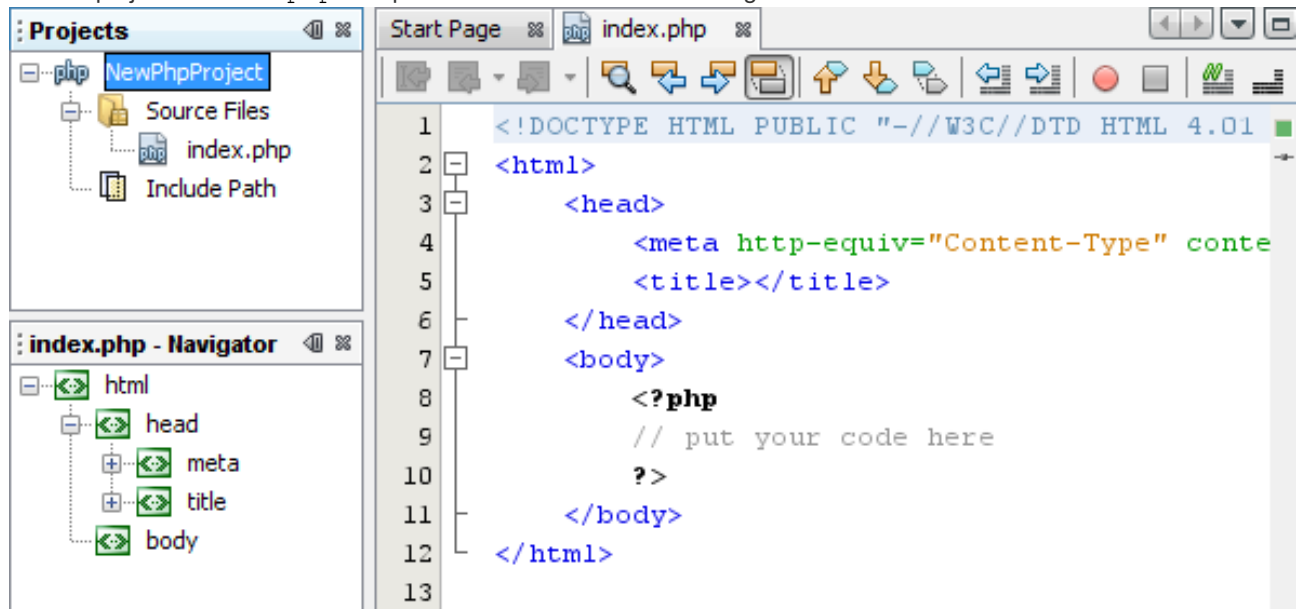 Projects
php NewPhpProject
Source Files
php index.php
Include Path
index.php - Navigator
html
head
meta
title
body
Start Page php index.php
1 <!DOCTYPE HTML PUBLIC "-//W3C//DTD HTML 4.01
2 <html>
3 <head>
4 <meta http-equiv="Content-Type" conte
5 <title></title>
6 </head>
7 <body>
8 <?php
9 // put your code here
10 ?>
11 </body>
12 </html>
13